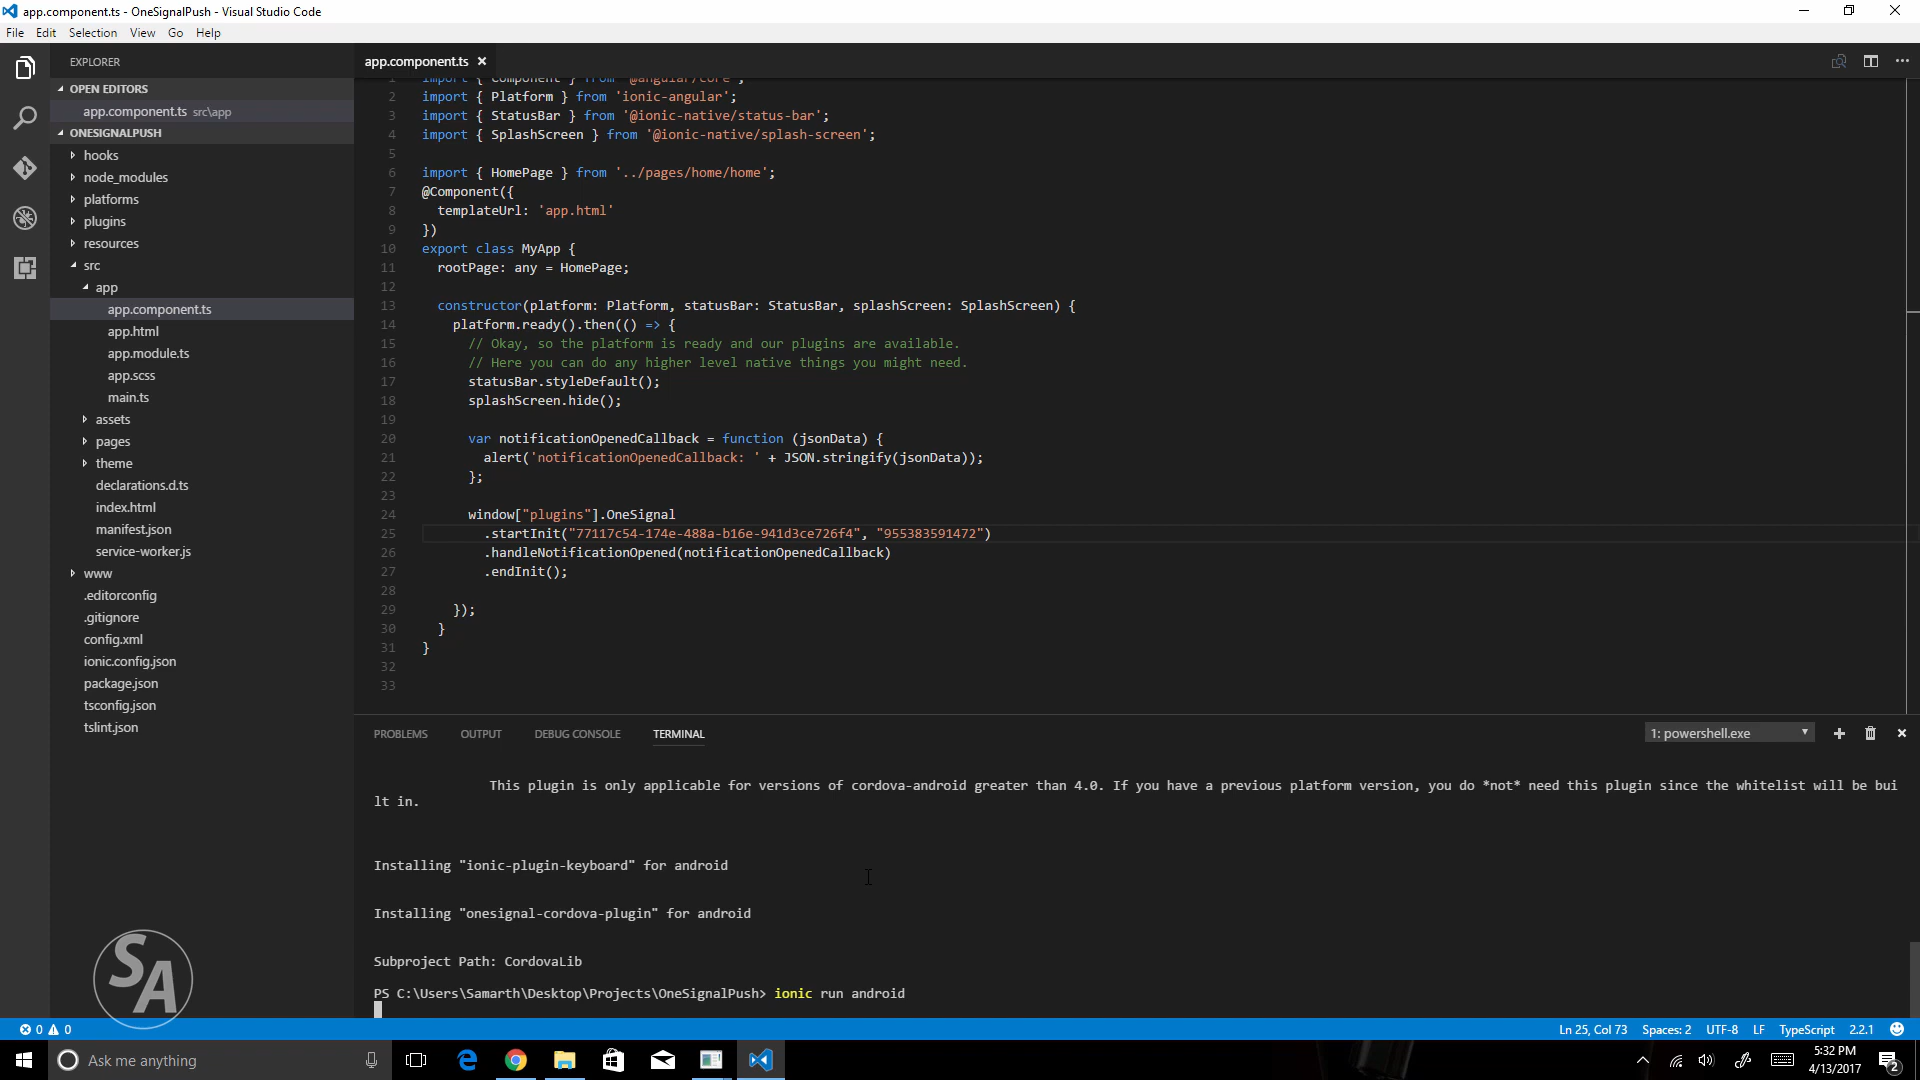 app.component.ts - OneSignalPush - Visual Studio Code
File Edit Selection View Go Help
EXPLORER
OPEN EDITORS
app.component.ts src\app
ONESIGNALPUSH
hooks
node_modules
platforms
plugins
resources
src
app
app.component.ts
app.html
app.module.ts
app.scss
main.ts
assets
pages
theme
declarations.d.ts
index.html
manifest.json
service-worker.js
www
.editorconfig
.gitignore
config.xml
ionic.config.json
package.json
tsconfig.json
tslint.json
SA
app.component.ts
1 import { Component } from '@angular/core';
2 import { Platform } from 'ionic-angular';
3 import { StatusBar } from '@ionic-native/status-bar';
4 import { SplashScreen } from '@ionic-native/splash-screen';
5
6 import { HomePage } from '../pages/home/home';
7 @Component({
8 templateUrl: 'app.html'
9 })
10 export class MyApp {
11 rootPage: any = HomePage;
12
13 constructor(platform: Platform, statusBar: StatusBar, splashScreen: SplashScreen) {
14 platform.ready().then(() => {
15 // Okay, so the platform is ready and our plugins are available.
16 // Here you can do any higher level native things you might need.
17 statusBar.styleDefault();
18 splashScreen.hide();
19
20 var notificationOpenedCallback = function (jsonData) {
21 alert('notificationOpenedCallback: ' + JSON.stringify(jsonData));
22 };
23
24 window["plugins"].OneSignal
25 .startInit("77117c54-174e-488a-b16e-941d3ce726f4", "955383591472")
26 .handleNotificationOpened(notificationOpenedCallback)
27 .endInit();
28
29 });
30 }
31 }
32
33
PROBLEMS OUTPUT DEBUG CONSOLE TERMINAL 1: powershell.exe
This plugin is only applicable for versions of cordova-android greater than 4.0. If you have a previous platform version, you do *not* need this plugin since the whitelist will be bui
lt in.
Installing "ionic-plugin-keyboard" for android
Installing "onesignal-cordova-plugin" for android
Subproject Path: CordovaLib
PS C:\Users\Samarth\Desktop\Projects\OneSignalPush> ionic run android
0 0 Ln 25, Col 73 Spaces: 2 UTF-8 LF TypeScript 2.2.1
Ask me anything
5:32 PM
4/13/2017
2